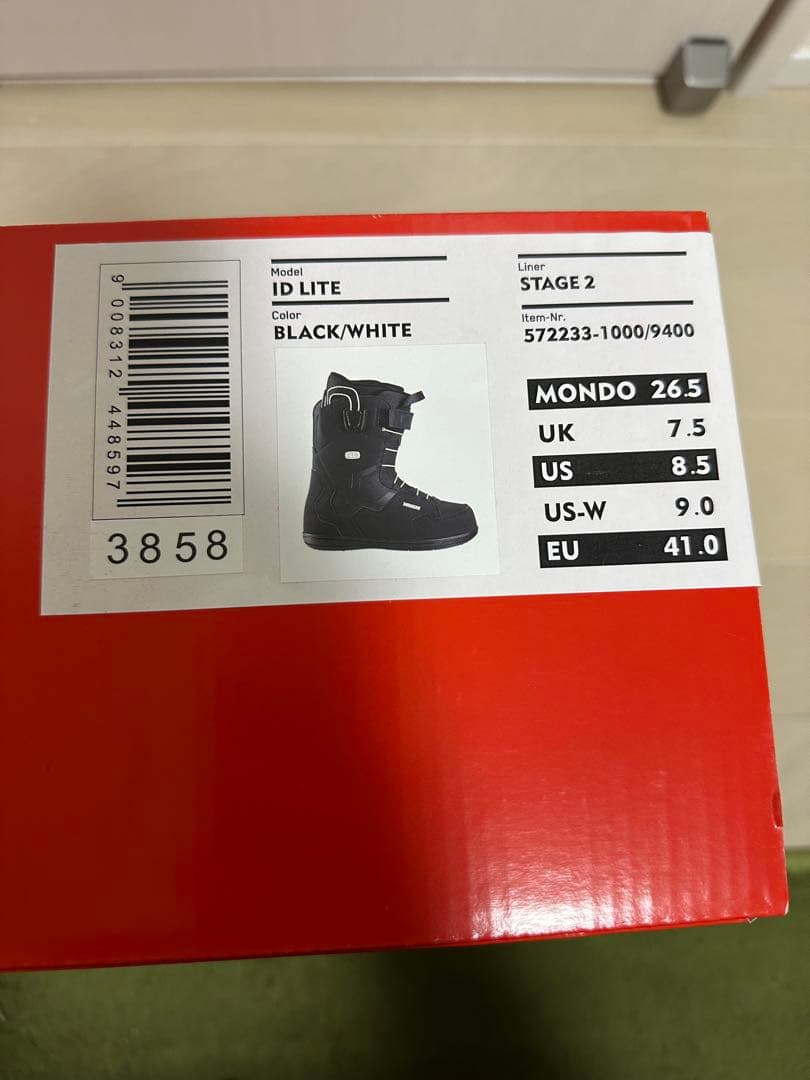 9 008312 448597
3858
Model
ID LITE
Color
BLACK/WHITE
Liner
STAGE 2
Item-Nr.
572233-1000/9400
MONDO 26.5
UK 7.5
US 8.5
US-W 9.0
EU 41.0